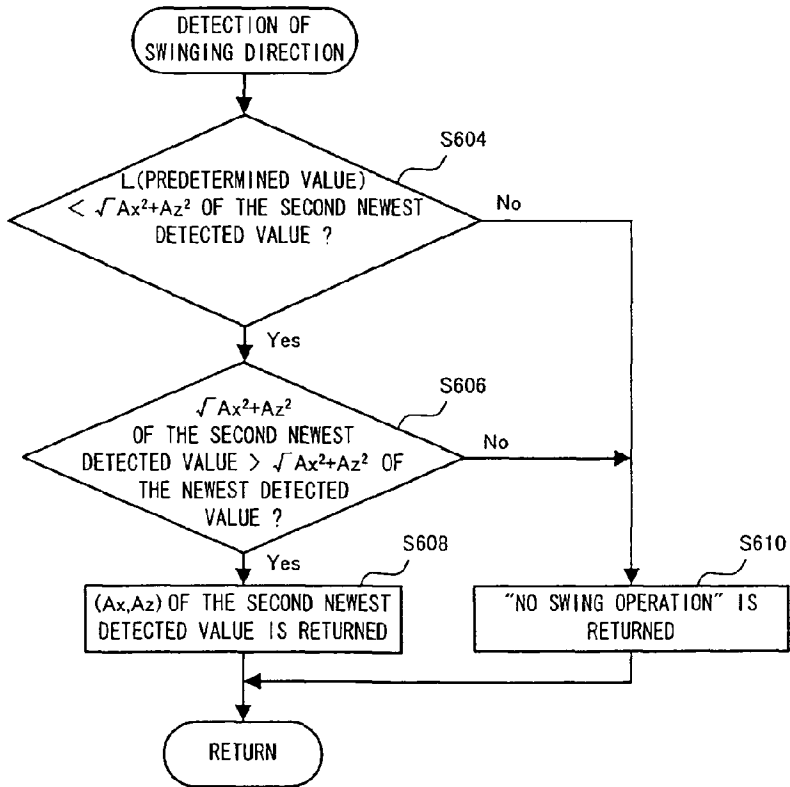 DETECTION OF
SWINGING DIRECTION
S604
L(PREDETERMINED VALUE)
< √Ax²+Az² OF THE SECOND NEWEST
DETECTED VALUE ?
No
Yes
S606
√Ax²+Az²
OF THE SECOND NEWEST
DETECTED VALUE > √Ax²+Az² OF
THE NEWEST DETECTED
VALUE ?
No
Yes
S608
(Ax,Az) OF THE SECOND NEWEST
DETECTED VALUE IS RETURNED
S610
"NO SWING OPERATION" IS
RETURNED
RETURN